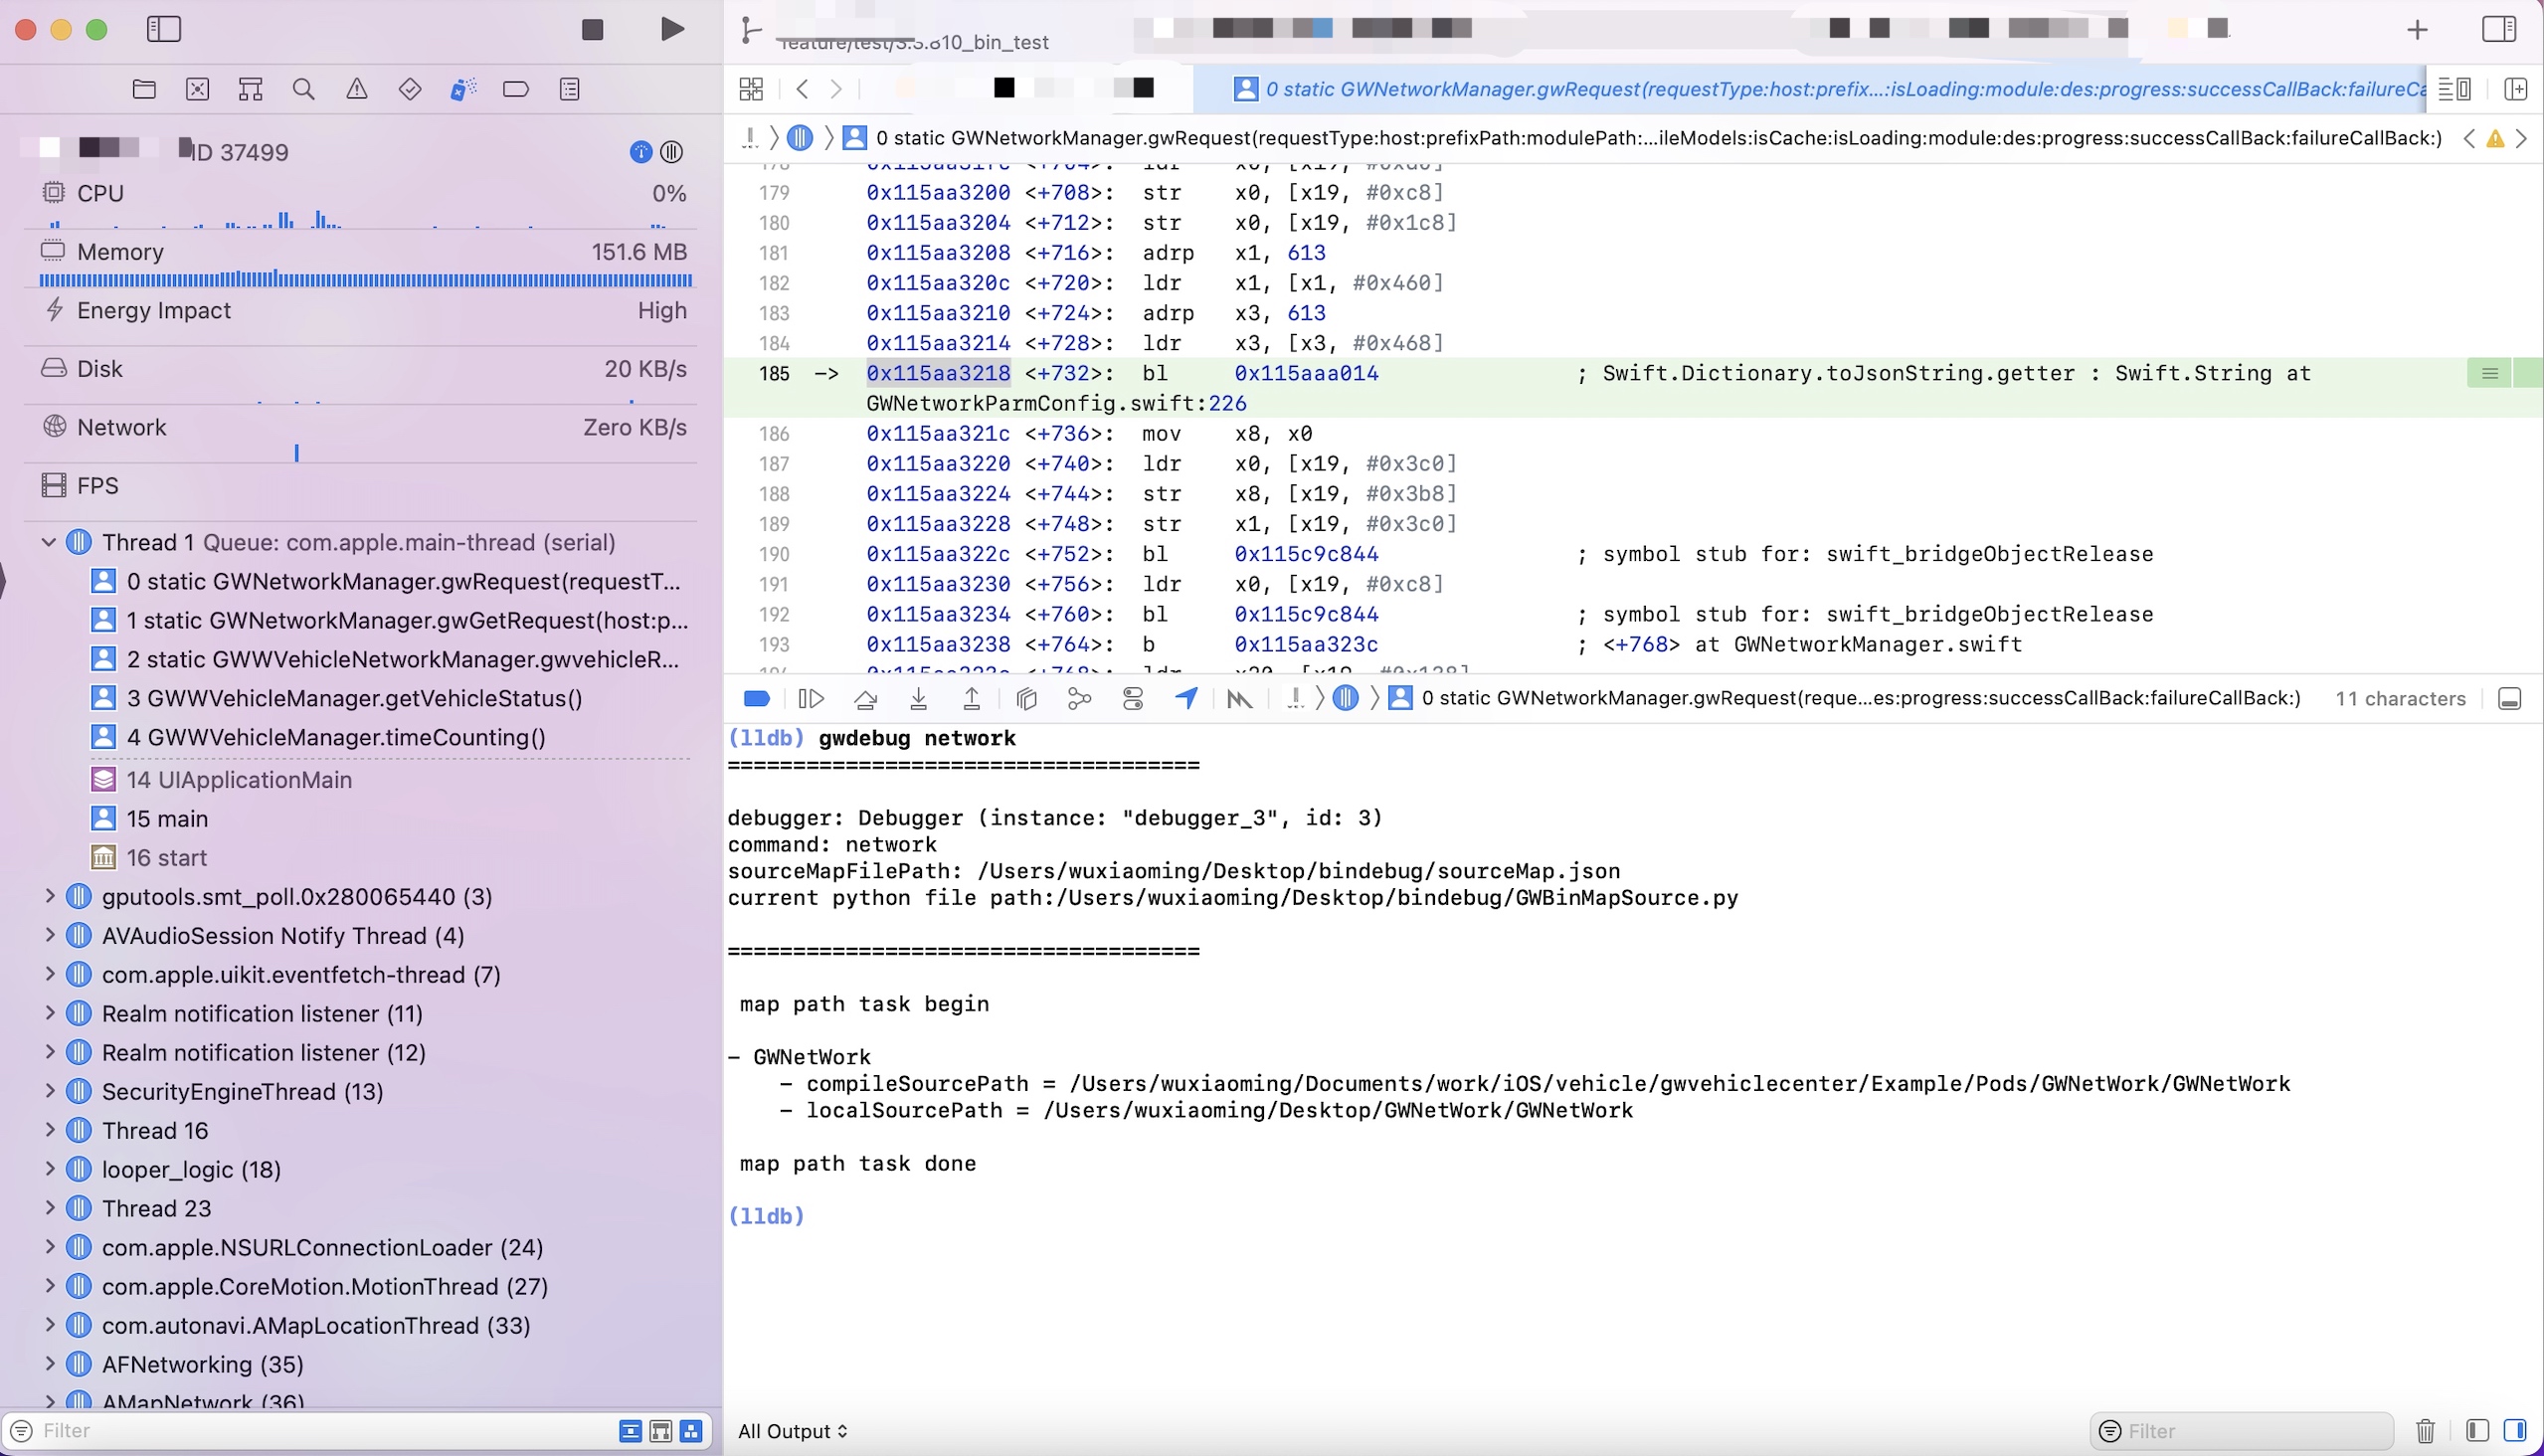 feature/test/3.3.810_bin_test
0 static GWNetworkManager.gwRequest(requestType:host:prefix...:isLoading:module:des:progress:successCallBack:failureCa
0 static GWNetworkManager.gwRequest(requestType:host:prefixPath:modulePath:...ileModels:isCache:isLoading:module:des:progress:successCallBack:failureCallBack:)
ID 37499
CPU 0%
Memory 151.6 MB
Energy Impact High
Disk 20 KB/s
Network Zero KB/s
FPS
Thread 1 Queue: com.apple.main-thread (serial)
0 static GWNetworkManager.gwRequest(requestT...
1 static GWNetworkManager.gwGetRequest(host:p...
2 static GWWVehicleNetworkManager.gwvehicleR...
3 GWWVehicleManager.getVehicleStatus()
4 GWWVehicleManager.timeCounting()
14 UIApplicationMain
15 main
16 start
gputools.smt_poll.0x280065440 (3)
AVAudioSession Notify Thread (4)
com.apple.uikit.eventfetch-thread (7)
Realm notification listener (11)
Realm notification listener (12)
SecurityEngineThread (13)
Thread 16
looper_logic (18)
Thread 23
com.apple.NSURLConnectionLoader (24)
com.apple.CoreMotion.MotionThread (27)
com.autonavi.AMapLocationThread (33)
AFNetworking (35)
AMapNetwork (36)
Filter
179 0x115aa3200 <+708>: str x0, [x19, #0xc8]
180 0x115aa3204 <+712>: str x0, [x19, #0x1c8]
181 0x115aa3208 <+716>: adrp x1, 613
182 0x115aa320c <+720>: ldr x1, [x1, #0x460]
183 0x115aa3210 <+724>: adrp x3, 613
184 0x115aa3214 <+728>: ldr x3, [x3, #0x468]
185 -> 0x115aa3218 <+732>: bl 0x115aaa014 ; Swift.Dictionary.toJsonString.getter : Swift.String at
GWNetworkParmConfig.swift:226
186 0x115aa321c <+736>: mov x8, x0
187 0x115aa3220 <+740>: ldr x0, [x19, #0x3c0]
188 0x115aa3224 <+744>: str x8, [x19, #0x3b8]
189 0x115aa3228 <+748>: str x1, [x19, #0x3c0]
190 0x115aa322c <+752>: bl 0x115c9c844 ; symbol stub for: swift_bridgeObjectRelease
191 0x115aa3230 <+756>: ldr x0, [x19, #0xc8]
192 0x115aa3234 <+760>: bl 0x115c9c844 ; symbol stub for: swift_bridgeObjectRelease
193 0x115aa3238 <+764>: b 0x115aa323c ; <+768> at GWNetworkManager.swift
0 static GWNetworkManager.gwRequest(reque...es:progress:successCallBack:failureCallBack:) 11 characters
(lldb) gwdebug network
====================================
debugger: Debugger (instance: "debugger_3", id: 3)
command: network
sourceMapFilePath: /Users/wuxiaoming/Desktop/bindebug/sourceMap.json
current python file path:/Users/wuxiaoming/Desktop/bindebug/GWBinMapSource.py
====================================
map path task begin
- GWNetWork
- compileSourcePath = /Users/wuxiaoming/Documents/work/iOS/vehicle/gwvehiclecenter/Example/Pods/GWNetWork/GWNetWork
- localSourcePath = /Users/wuxiaoming/Desktop/GWNetWork/GWNetWork
map path task done
(lldb)
All Output
Filter